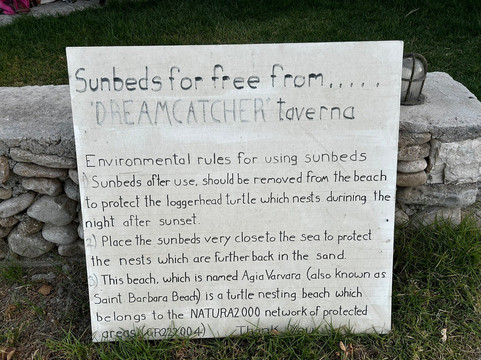 Sunbeds for free from.....
'DREAMCATCHER' taverna
Environmental rules for using sunbeds
1) Sunbeds after use, should be removed from the beach
to protect the loggerhead turtle which nests durining the
night after sunset.
2) Place the sunbeds very close to the sea to protect
the nests which are further back in the sand.
3) This beach, which is named Agia Varvara (also known as
Saint Barbara Beach) is a turtle nesting beach which
belongs to the NATURA2000 network of protected
areas (GR222004) Thank you